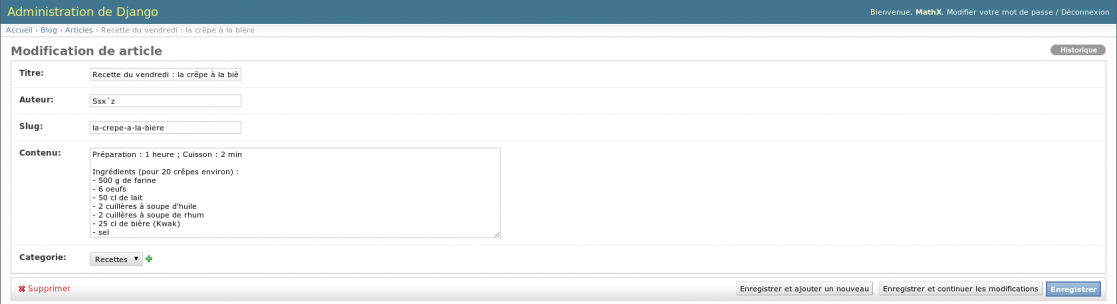 Administration de Django
Bienvenue, MathX. Modifier votre mot de passe / Déconnexion
Accueil › Blog › Articles › Recette du vendredi : la crêpe à la bière
Modification de article
Historique
Titre: Recette du vendredi : la crêpe à la biè
Auteur: Ssx`z
Slug: la-crepe-a-la-biere
Contenu: Préparation : 1 heure ; Cuisson : 2 min
Ingrédients (pour 20 crêpes environ) :
- 500 g de farine
- 6 oeufs
- 50 cl de lait
- 2 cuillères à soupe d'huile
- 2 cuillères à soupe de rhum
- 25 cl de bière (Kwak)
- sel
Categorie: Recettes
Supprimer
Enregistrer et ajouter un nouveau
Enregistrer et continuer les modifications
Enregistrer